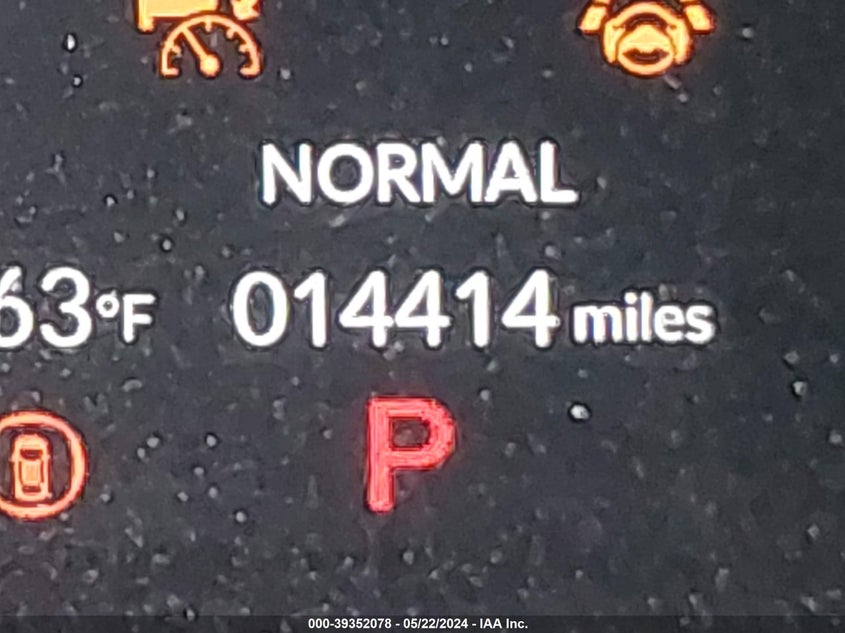 NORMAL
63°F 014414 miles
P
000-39352078 - 05/22/2024 - IAA Inc.